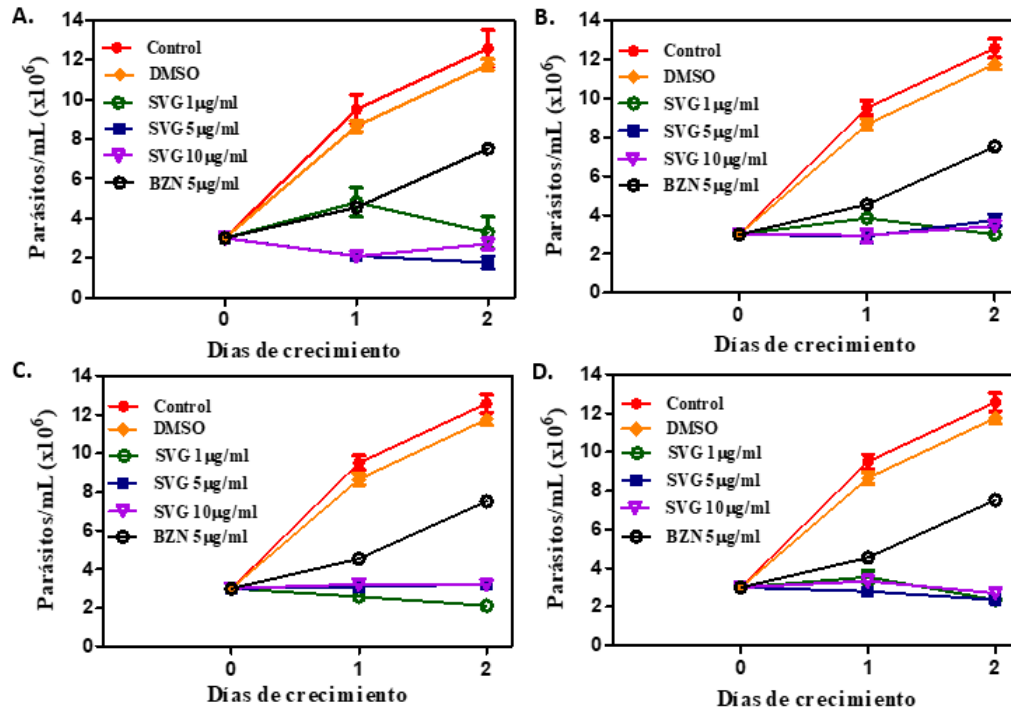 A.
Parásitos/mL (x10⁶)
14
12
10
8
6
4
2
0
Control
DMSO
SVG 1µg/ml
SVG 5µg/ml
SVG 10µg/ml
BZN 5µg/ml
0 1 2
Días de crecimiento
B.
Parásitos/mL (x10⁶)
14
12
10
8
6
4
2
0
Control
DMSO
SVG 1µg/ml
SVG 5µg/ml
SVG 10µg/ml
BZN 5µg/ml
0 1 2
Días de crecimiento
C.
Parásitos/mL (x10⁶)
14
12
10
8
6
4
2
0
Control
DMSO
SVG 1µg/ml
SVG 5µg/ml
SVG 10µg/ml
BZN 5µg/ml
0 1 2
Días de crecimiento
D.
Parásitos/mL (x10⁶)
14
12
10
8
6
4
2
0
Control
DMSO
SVG 1µg/ml
SVG 5µg/ml
SVG 10µg/ml
BZN 5µg/ml
0 1 2
Días de crecimiento